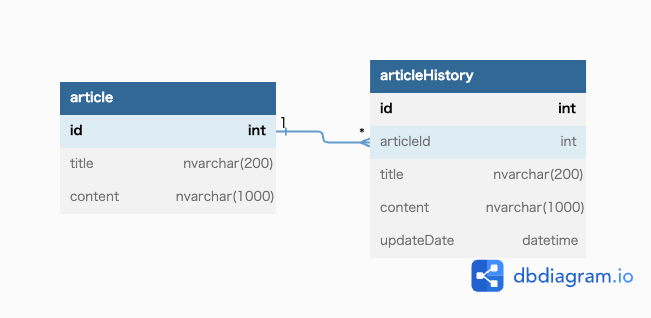 article
id int
title nvarchar(200)
content nvarchar(1000)
1
*
articleHistory
id int
articleId int
title nvarchar(200)
content nvarchar(1000)
updateDate datetime
dbdiagram.io